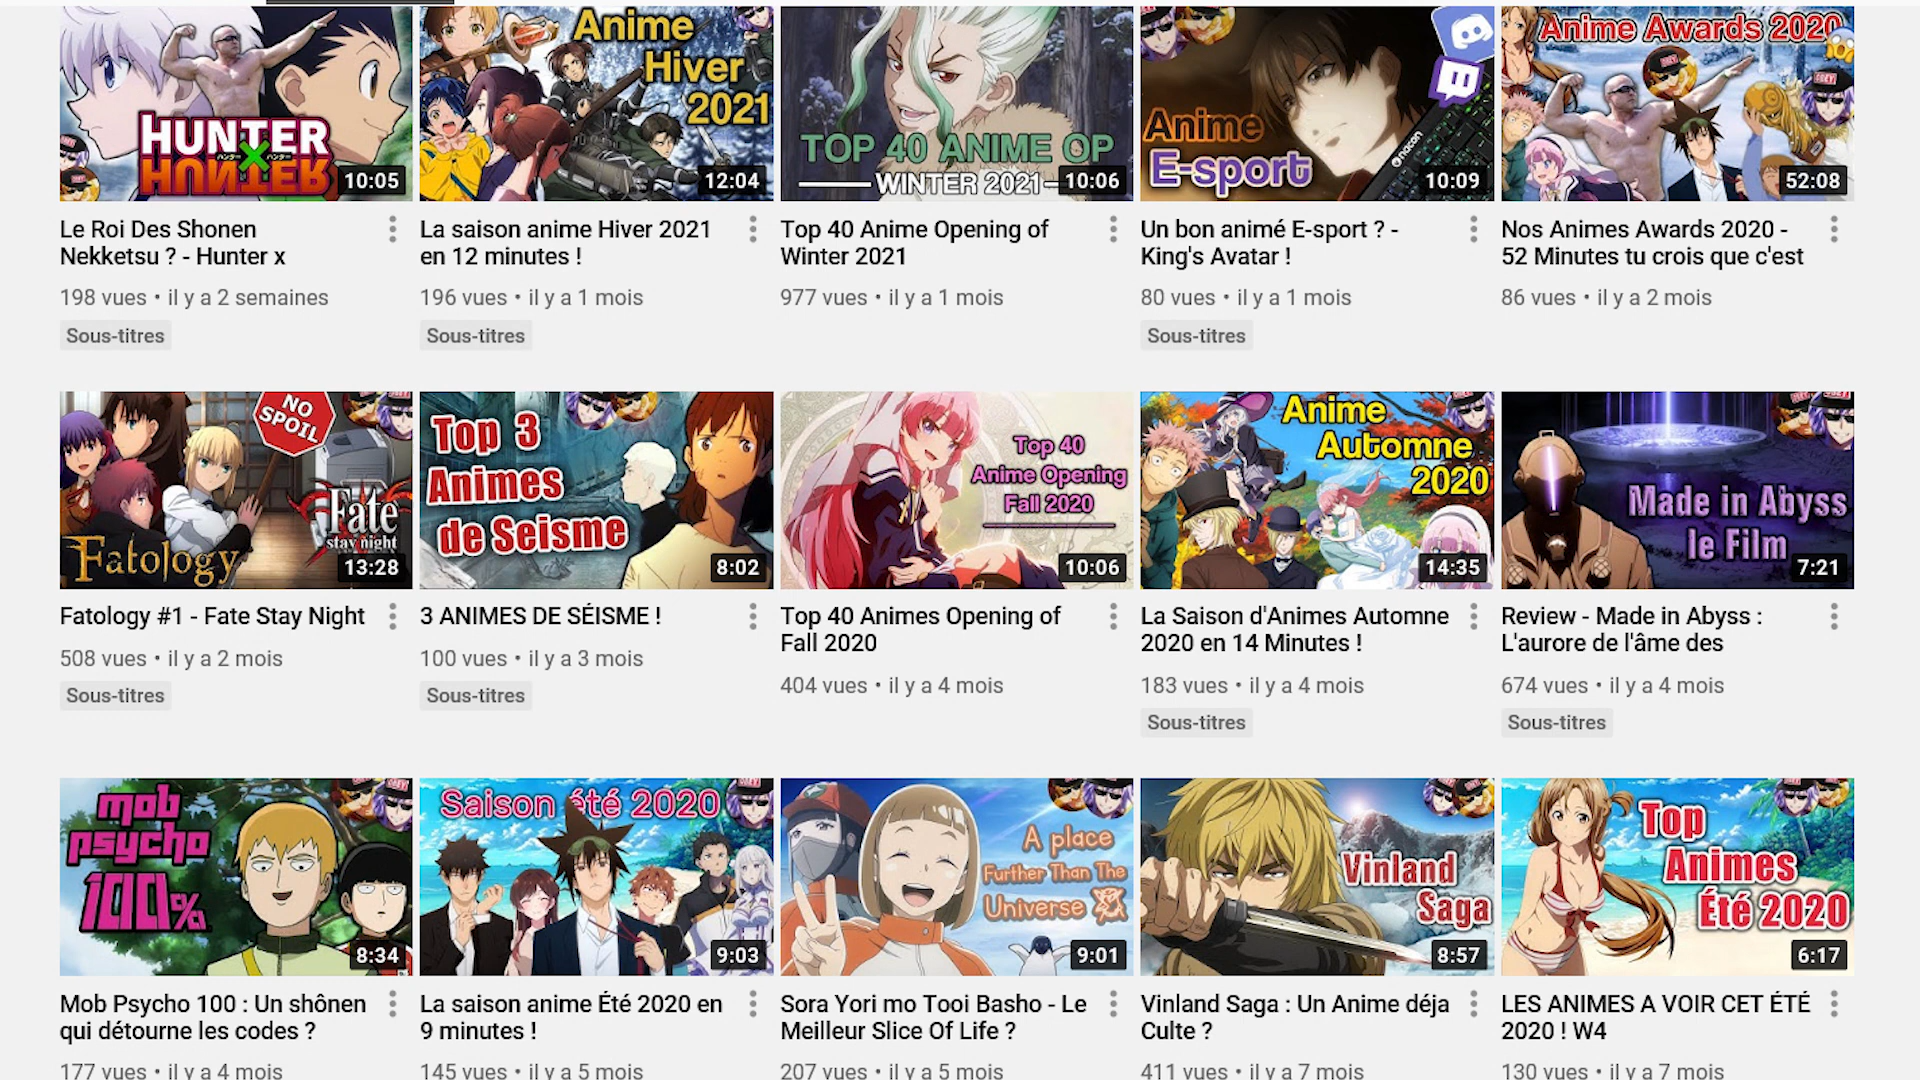 HUNTER
HUNTER
10:05
Anime
Hiver
2021
12:04
TOP 40 ANIME OP
WINTER 2021
10:06
Anime
E-sport
nacon
10:09
Anime Awards 2020
OBEY
52:08
Le Roi Des Shonen
Nekketsu ? - Hunter x
198 vues • il y a 2 semaines
Sous-titres
La saison anime Hiver 2021
en 12 minutes !
196 vues • il y a 1 mois
Sous-titres
Top 40 Anime Opening of
Winter 2021
977 vues • il y a 1 mois
Un bon animé E-sport ? -
King's Avatar !
80 vues • il y a 1 mois
Sous-titres
Nos Animes Awards 2020 -
52 Minutes tu crois que c'est
86 vues • il y a 2 mois
NO
SPOIL
Fate
stay night
Fatology
13:28
Top 3
Animes
de Seisme
8:02
Top 40
Anime Opening
Fall 2020
10:06
Anime
Automne
2020
14:35
Made in Abyss
le Film
7:21
Fatology #1 - Fate Stay Night
508 vues • il y a 2 mois
Sous-titres
3 ANIMES DE SÉISME !
100 vues • il y a 3 mois
Sous-titres
Top 40 Animes Opening of
Fall 2020
404 vues • il y a 4 mois
La Saison d'Animes Automne
2020 en 14 Minutes !
183 vues • il y a 4 mois
Sous-titres
Review - Made in Abyss :
L'aurore de l'âme des
674 vues • il y a 4 mois
Sous-titres
mob
psycho
100%
8:34
Saison été 2020
9:03
A place
Further Than The
Universe
9:01
Vinland
Saga
8:57
Top
Animes
Été 2020
6:17
Mob Psycho 100 : Un shônen
qui détourne les codes ?
177 vues • il y a 4 mois
La saison anime Été 2020 en
9 minutes !
145 vues • il y a 5 mois
Sora Yori mo Tooi Basho - Le
Meilleur Slice Of Life ?
207 vues • il y a 5 mois
Vinland Saga : Un Anime déja
Culte ?
411 vues • il y a 7 mois
LES ANIMES A VOIR CET ÉTÉ
2020 ! W4
130 vues • il y a 7 mois